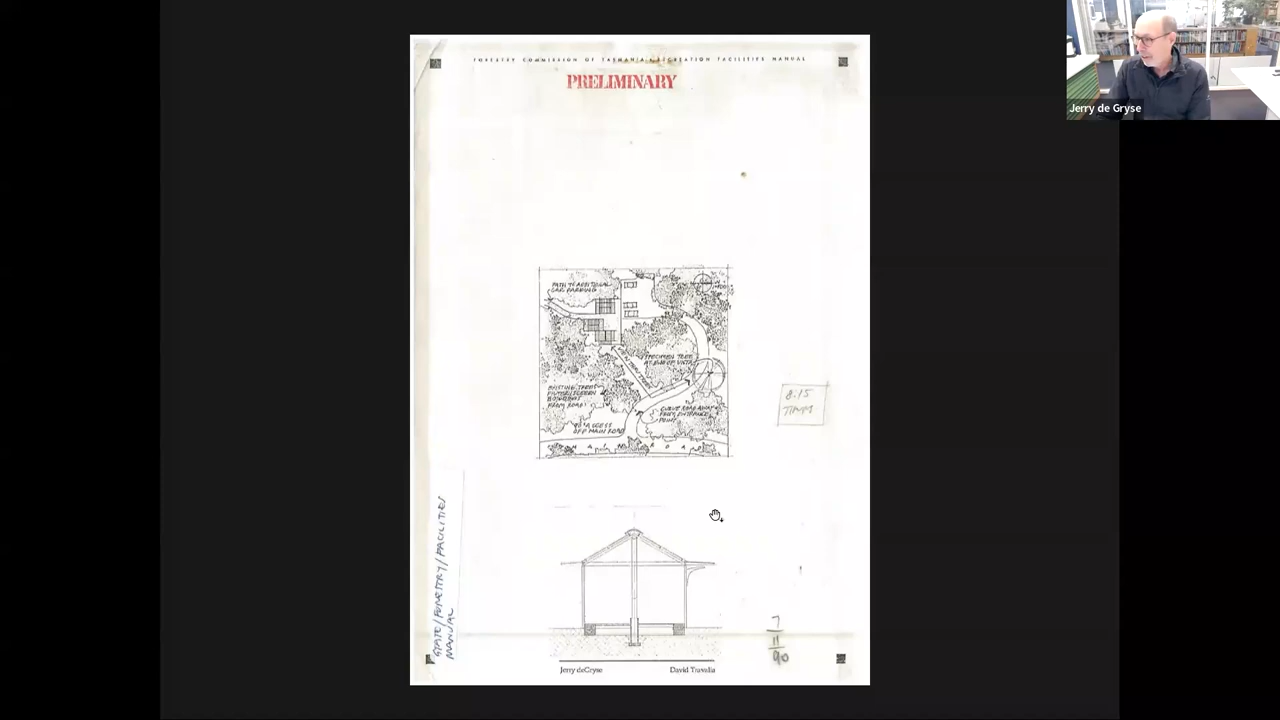 FORESTRY COMMISSION OF TASMANIA · RECREATION FACILITIES MANUAL
PRELIMINARY
Jerry de Gryse
PATH TO ADDITIONAL
CAR PARKING
SPECIMEN TREE
AT END OF VISTA
EXISTING TREES
FILTER/SCREEN
BUILDINGS
FROM ROAD
CURVE ROAD AWAY
FROM ENTRANCE
POINT
ACCESS
OFF MAIN ROAD
8:15
STATE/FORESTRY/FACILITIES
MANUAL
7
11
90
Jerry deGryse David Travalia